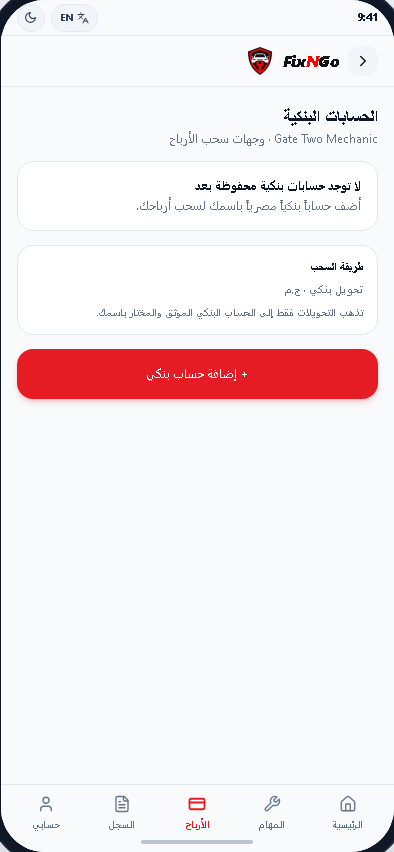 9:41
EN
FixNGo
الحسابات البنكية
Gate Two Mechanic · وجهات سحب الأرباح
لا توجد حسابات بنكية محفوظة بعد
أضف حساباً بنكياً مصرياً باسمك لسحب أرباحك.
طريقة السحب
تحويل بنكي · ج.م
تذهب التحويلات فقط إلى الحساب البنكي الموثق والمختار باسمك.
+ إضافة حساب بنكي
الرئيسية
المهام
الأرباح
السجل
حسابي